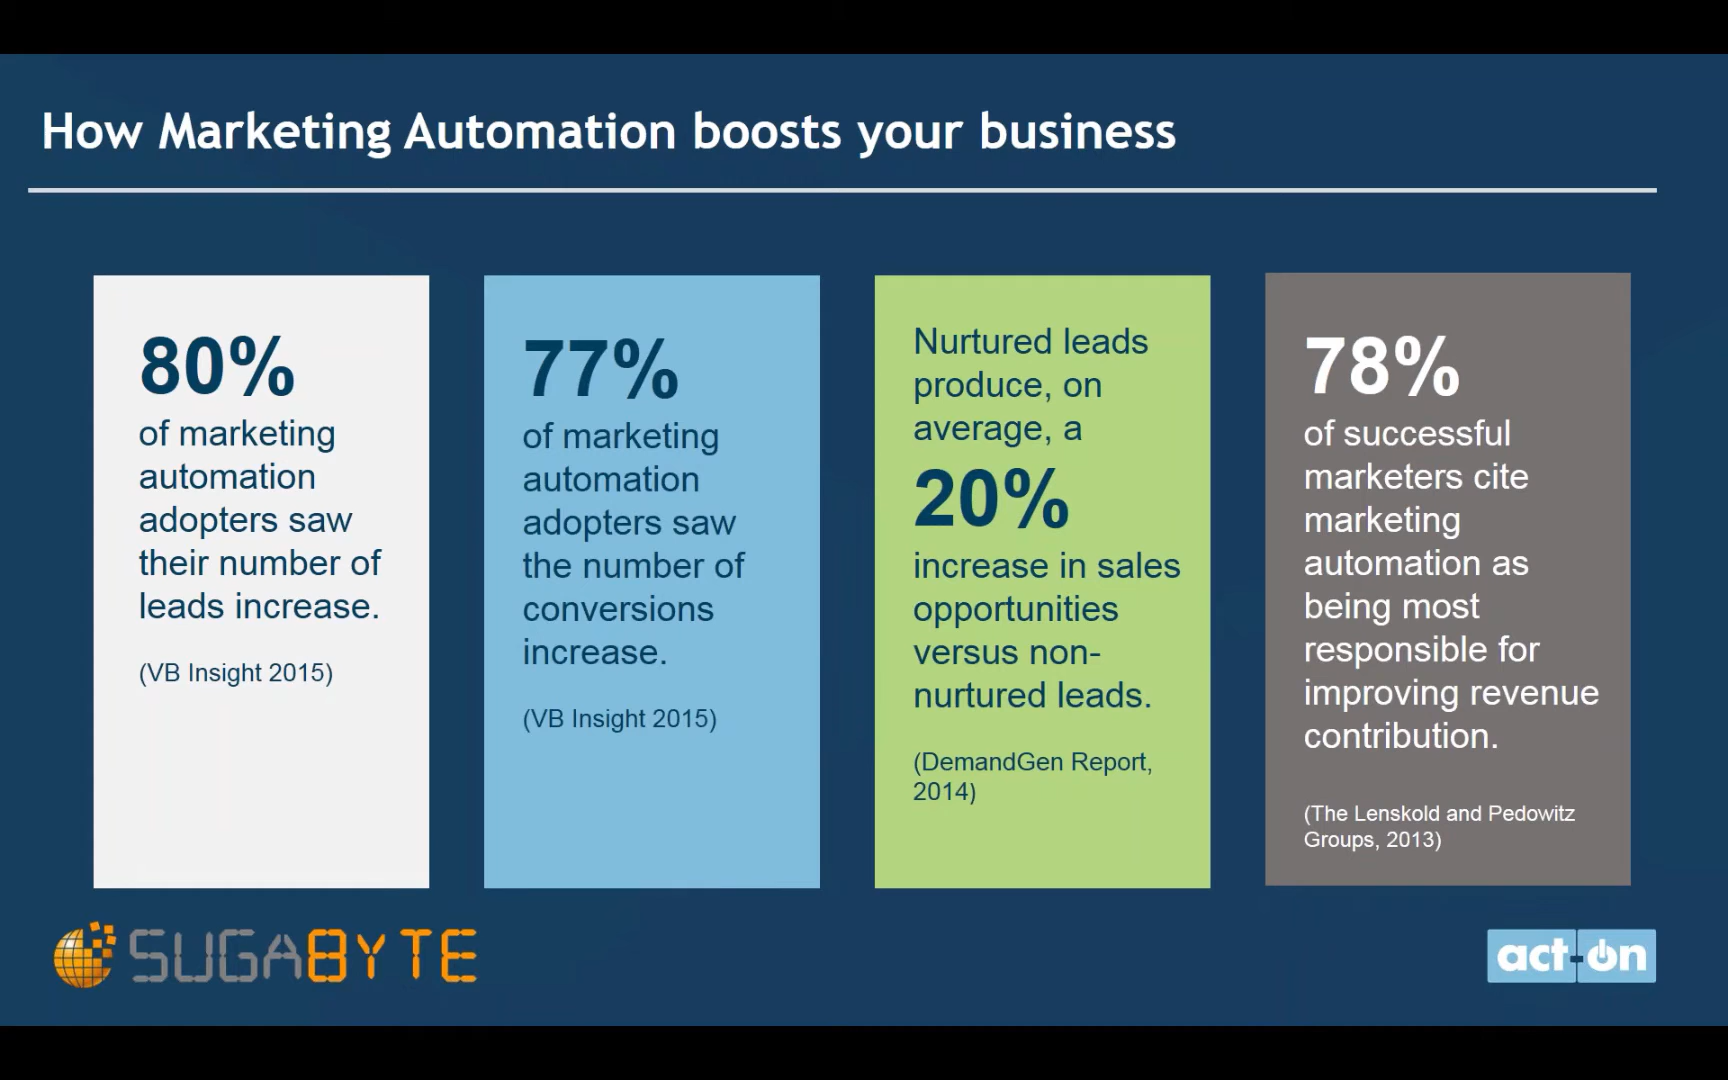 How Marketing Automation boosts your business
80%
of marketing
automation
adopters saw
their number of
leads increase.
(VB Insight 2015)
77%
of marketing
automation
adopters saw
the number of
conversions
increase.
(VB Insight 2015)
Nurtured leads
produce, on
average, a
20%
increase in sales
opportunities
versus non-
nurtured leads.
(DemandGen Report,
2014)
78%
of successful
marketers cite
marketing
automation as
being most
responsible for
improving revenue
contribution.
(The Lenskold and Pedowitz
Groups, 2013)
SUGABYTE
act-on